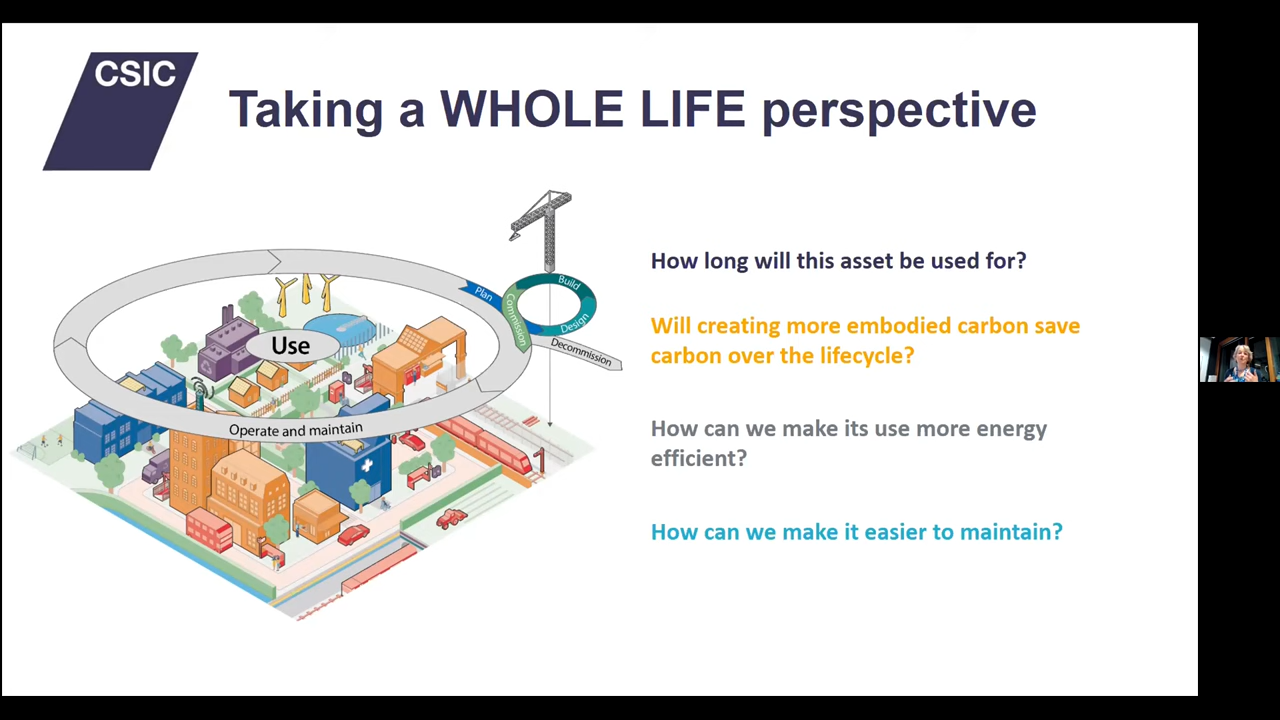 CSIC
Taking a WHOLE LIFE perspective
How long will this asset be used for?
Will creating more embodied carbon save
carbon over the lifecycle?
How can we make its use more energy
efficient?
How can we make it easier to maintain?
Plan
Commission
Build
Design
Decommission
Use
Operate and maintain